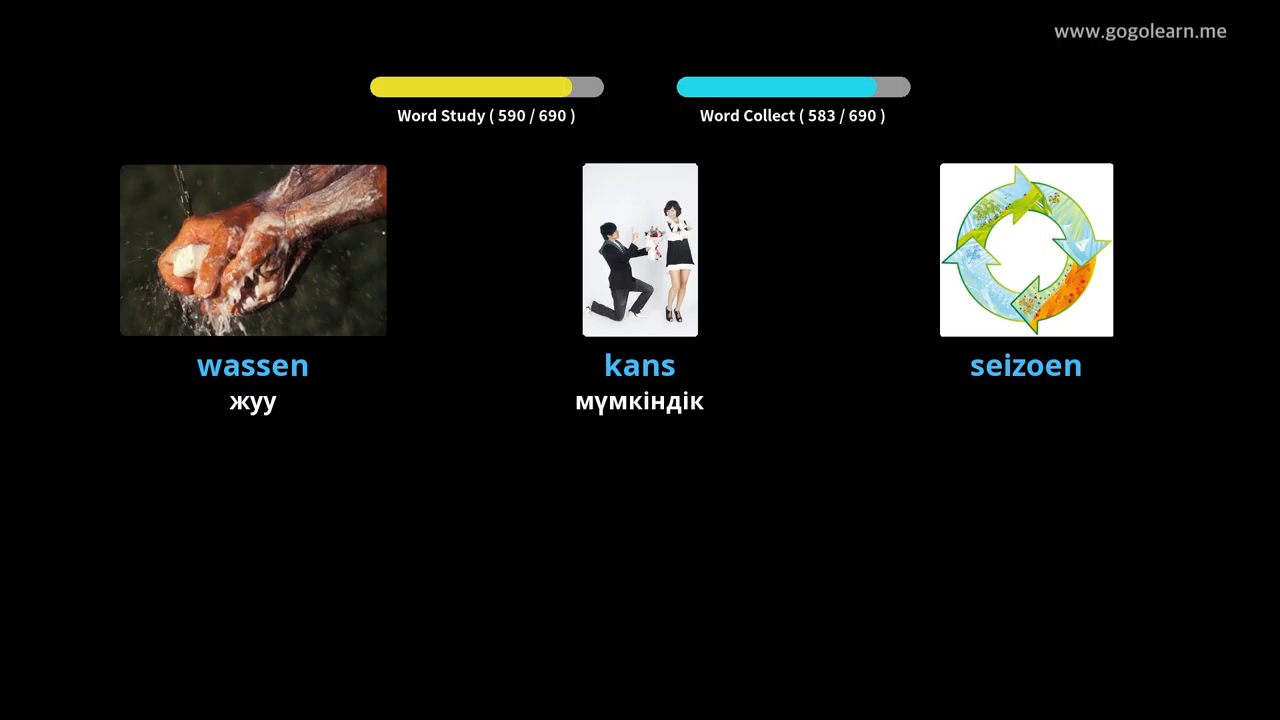 www.gogolearn.me
Word Study ( 590 / 690 )
Word Collect ( 583 / 690 )
wassen
жуу
kans
мүмкіндік
seizoen